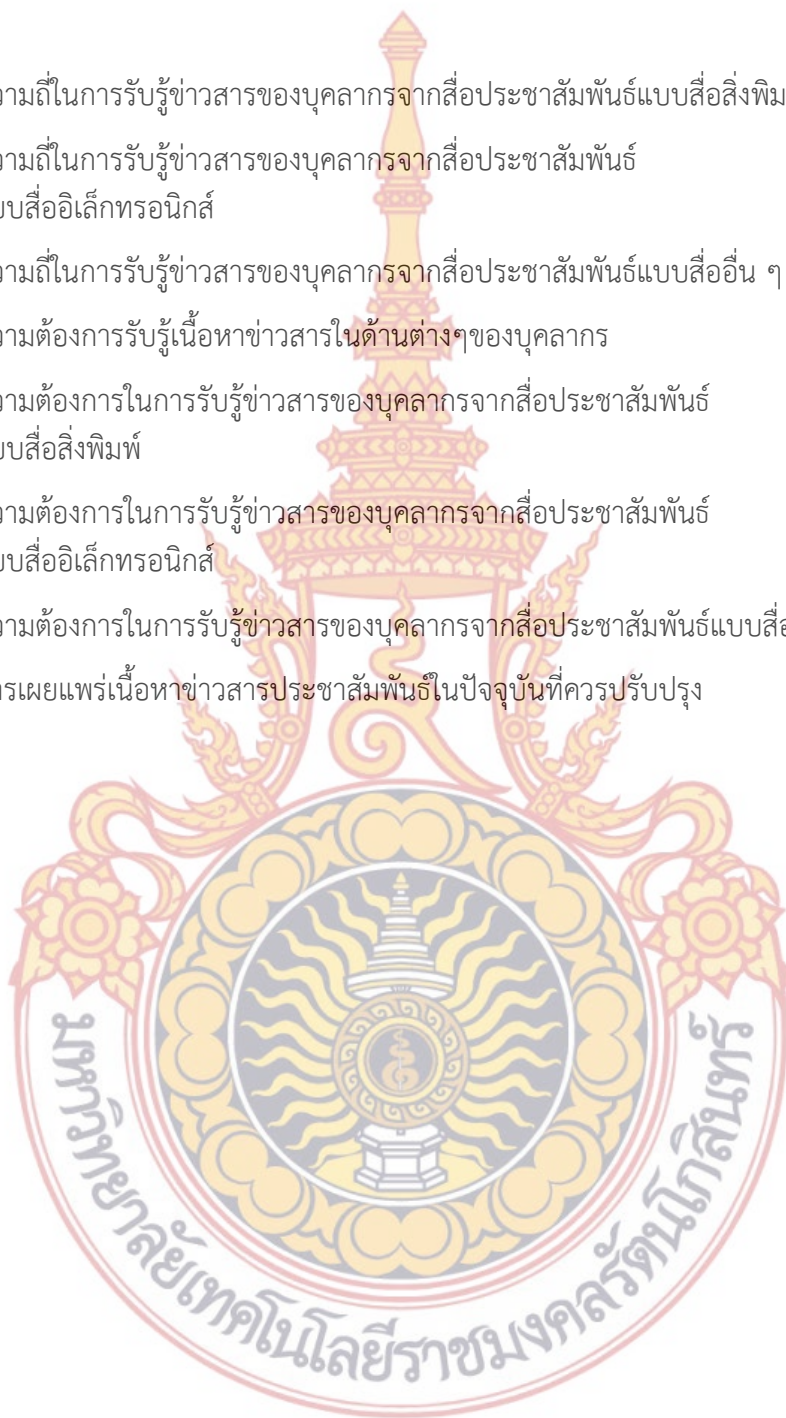 วามถี่ในการรับรู้ข่าวสารของบุคลากรจากสื่อประชาสัมพันธ์แบบสื่อสิ่งพิม
วามถี่ในการรับรู้ข่าวสารของบุคลากรจากสื่อประชาสัมพันธ์
บบสื่ออิเล็กทรอนิกส์
วามถี่ในการรับรู้ข่าวสารของบุคลากรจากสื่อประชาสัมพันธ์แบบสื่ออื่น ๆ
วามต้องการรับรู้เนื้อหาข่าวสารในด้านต่างๆของบุคลากร
วามต้องการในการรับรู้ข่าวสารของบุคลากรจากสื่อประชาสัมพันธ์
บบสื่อสิ่งพิมพ์
วามต้องการในการรับรู้ข่าวสารของบุคลากรจากสื่อประชาสัมพันธ์
บบสื่ออิเล็กทรอนิกส์
วามต้องการในการรับรู้ข่าวสารของบุคลากรจากสื่อประชาสัมพันธ์แบบสื่อ
ารเผยแพร่เนื้อหาข่าวสารประชาสัมพันธ์ในปัจจุบันที่ควรปรับปรุง
มหาวิทยาลัยเทคโนโลยีราชมงคลรัตนโกสินทร์